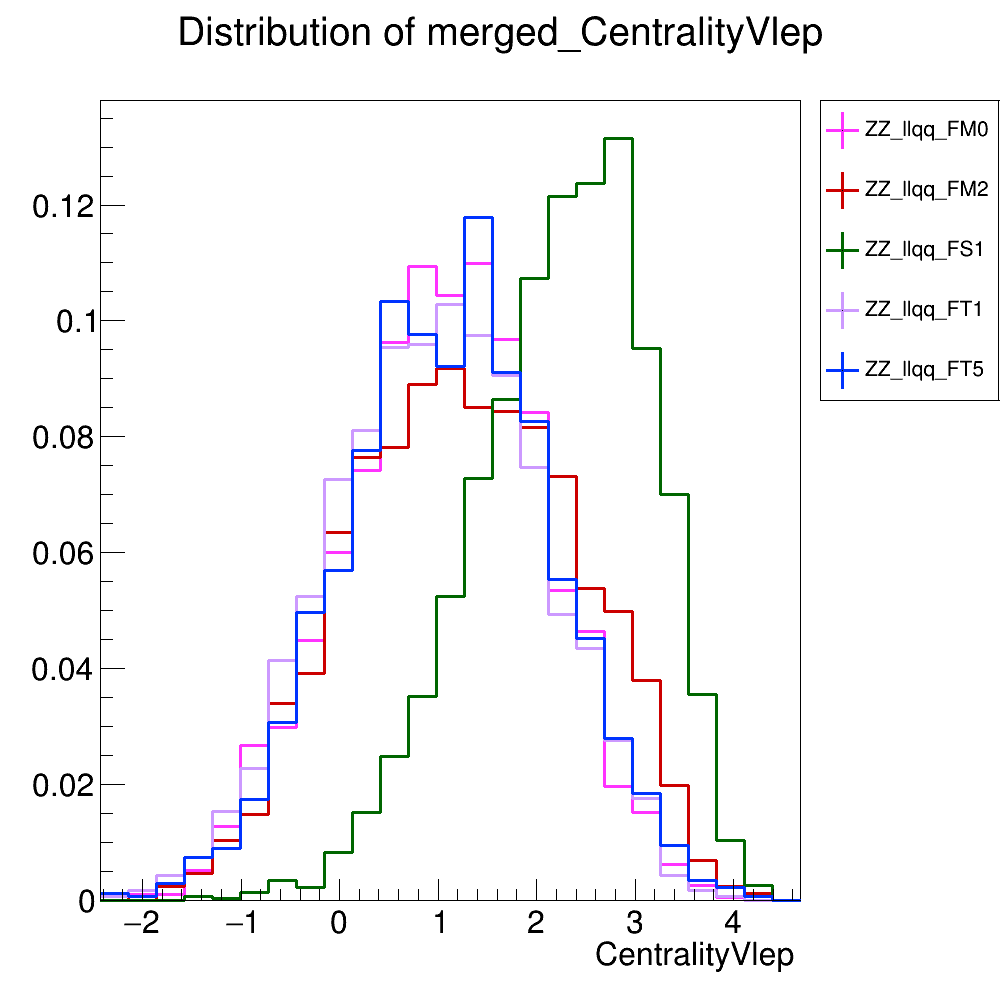 Distribution of merged_CentralityVlep
ZZ_llqq_FM0
ZZ_llqq_FM2
ZZ_llqq_FS1
ZZ_llqq_FT1
ZZ_llqq_FT5
0.12
0.1
0.08
0.06
0.04
0.02
0
−2 −1 0 1 2 3 4
CentralityVlep